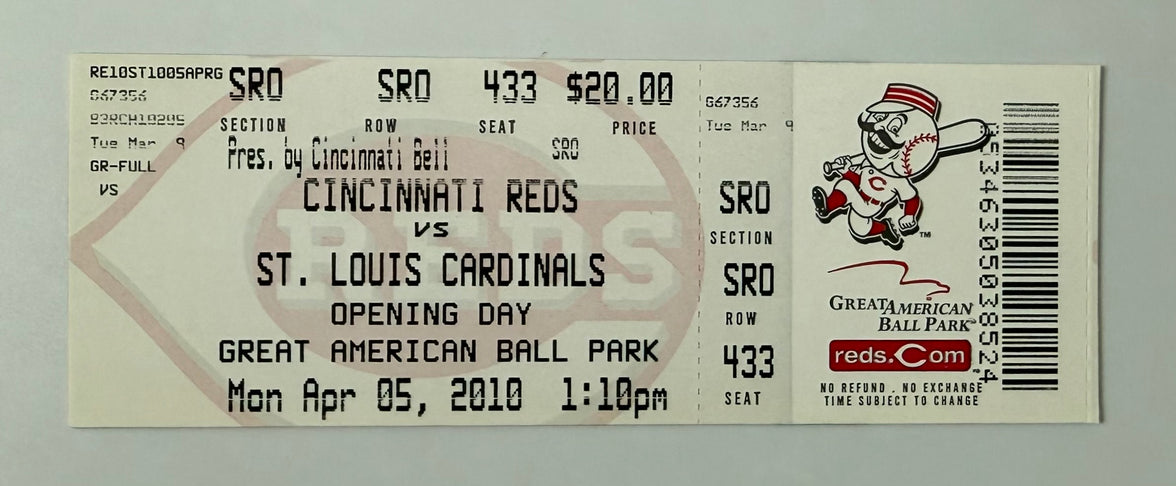 RE10ST1005APRG
G67356
Tue Mar 9
GR-FULL
VS
SRO SRO 433 $20.00
SECTION ROW SEAT PRICE
Pres. by Cincinnati Bell SRO
CINCINNATI REDS
VS
ST. LOUIS CARDINALS
OPENING DAY
GREAT AMERICAN BALL PARK
Mon Apr 05, 2010 1:10pm
REDS
G67356
Tue Mar 9
SRO
SECTION
SRO
ROW
433
SEAT
C
TM
GREAT AMERICAN
BALL PARK
reds.Com
NO REFUND . NO EXCHANGE
TIME SUBJECT TO CHANGE